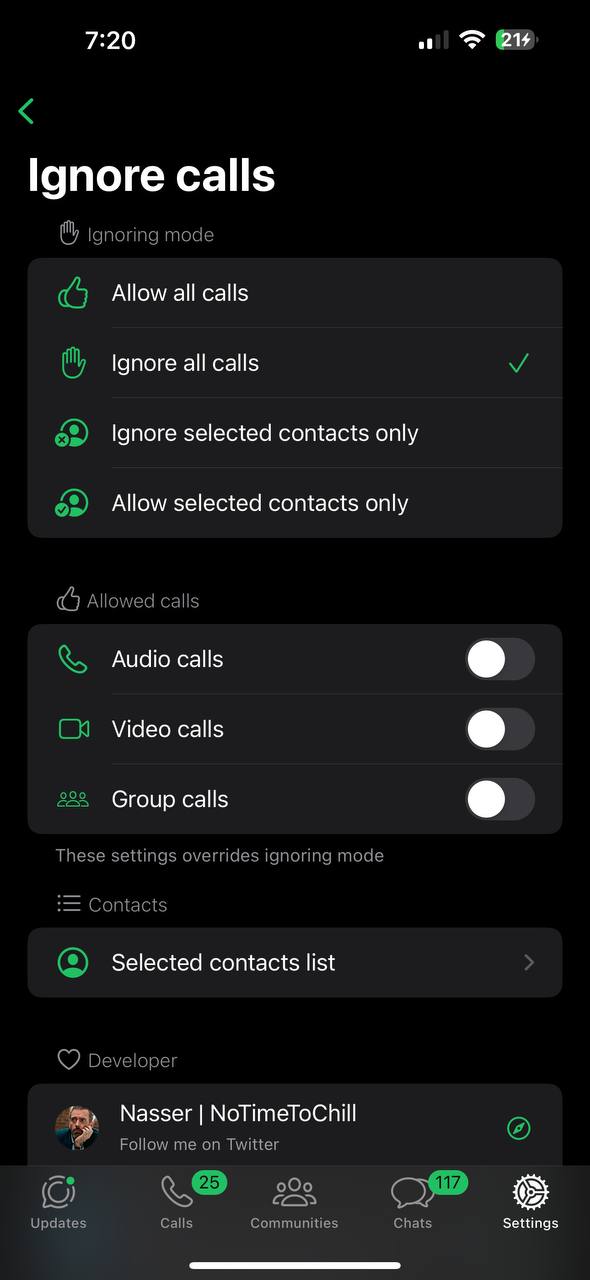 7:20
21
Ignore calls
Ignoring mode
Allow all calls
Ignore all calls
Ignore selected contacts only
Allow selected contacts only
Allowed calls
Audio calls
Video calls
Group calls
These settings overrides ignoring mode
Contacts
Selected contacts list
Developer
Nasser | NoTimeToChill
Follow me on Twitter
25
117
Updates
Calls
Communities
Chats
Settings